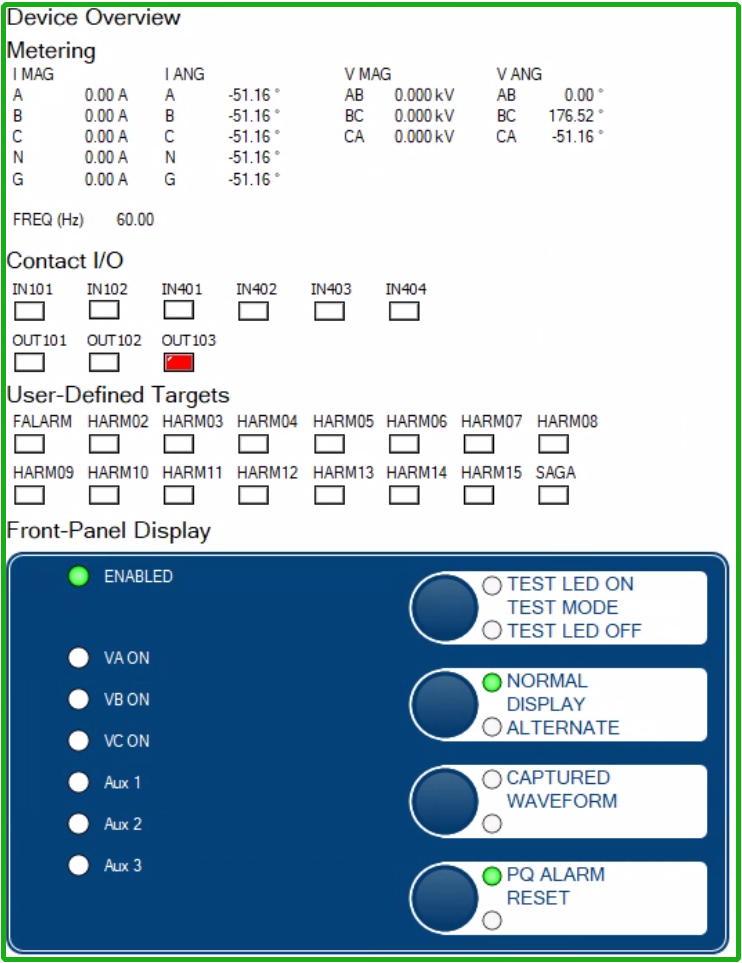 Device Overview
Metering
I MAG I ANG V MAG V ANG
A 0.00 A A -51.16 ° AB 0.000 kV AB 0.00 °
B 0.00 A B -51.16 ° BC 0.000 kV BC 176.52 °
C 0.00 A C -51.16 ° CA 0.000 kV CA -51.16 °
N 0.00 A N -51.16 °
G 0.00 A G -51.16 °
FREQ (Hz) 60.00
Contact I/O
IN101 IN102 IN401 IN402 IN403 IN404
OUT101 OUT102 OUT103
User-Defined Targets
FALARM HARM02 HARM03 HARM04 HARM05 HARM06 HARM07 HARM08
HARM09 HARM10 HARM11 HARM12 HARM13 HARM14 HARM15 SAGA
Front-Panel Display
ENABLED
VA ON
VB ON
VC ON
Aux 1
Aux 2
Aux 3
TEST LED ON
TEST MODE
TEST LED OFF
NORMAL
DISPLAY
ALTERNATE
CAPTURED
WAVEFORM
PQ ALARM
RESET